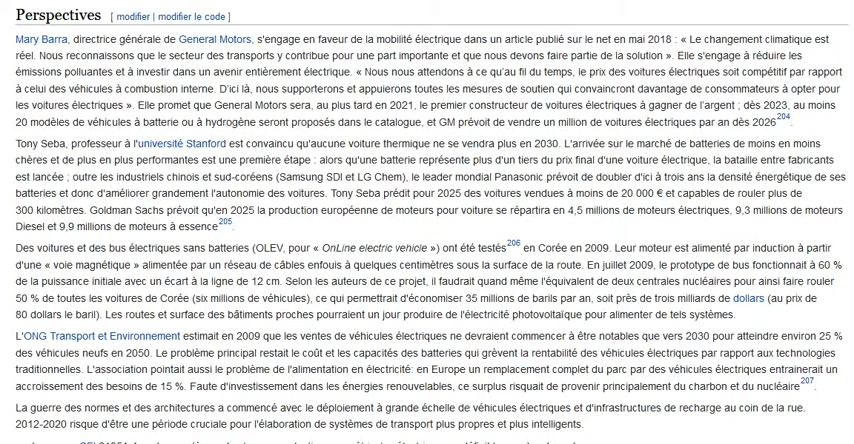 Perspectives [ modifier | modifier le code ]
Mary Barra, directrice générale de General Motors, s'engage en faveur de la mobilité électrique dans un article publié sur le net en mai 2018 : « Le changement climatique est
réel. Nous reconnaissons que le secteur des transports y contribue pour une part importante et que nous devons faire partie de la solution ». Elle s'engage à réduire les
émissions polluantes et à investir dans un avenir entièrement électrique. « Nous nous attendons à ce qu'au fil du temps, le prix des voitures électriques soit compétitif par rapport
à celui des véhicules à combustion interne. D'ici là, nous supporterons et appuierons toutes les mesures de soutien qui convaincront davantage de consommateurs à opter pour
les voitures électriques ». Elle promet que General Motors sera, au plus tard en 2021, le premier constructeur de voitures électriques à gagner de l'argent ; dès 2023, au moins
20 modèles de véhicules à batterie ou à hydrogène seront proposés dans le catalogue, et GM prévoit de vendre un million de voitures électriques par an dès 2026204.
Tony Seba, professeur à l'université Stanford est convaincu qu'aucune voiture thermique ne se vendra plus en 2030. L'arrivée sur le marché de batteries de moins en moins
chères et de plus en plus performantes est une première étape : alors qu'une batterie représente plus d'un tiers du prix final d'une voiture électrique, la bataille entre fabricants
est lancée ; outre les industriels chinois et sud-coréens (Samsung SDI et LG Chem), le leader mondial Panasonic prévoit de doubler d'ici à trois ans la densité énergétique de ses
batteries et donc d'améliorer grandement l'autonomie des voitures. Tony Seba prédit pour 2025 des voitures vendues à moins de 20 000 € et capables de rouler plus de
300 kilomètres. Goldman Sachs prévoit qu'en 2025 la production européenne de moteurs pour voiture se répartira en 4,5 millions de moteurs électriques, 9,3 millions de moteurs
Diesel et 9,9 millions de moteurs à essence205.
Des voitures et des bus électriques sans batteries (OLEV, pour « OnLine electric vehicle ») ont été testés206 en Corée en 2009. Leur moteur est alimenté par induction à partir
d'une « voie magnétique » alimentée par un réseau de câbles enfouis à quelques centimètres sous la surface de la route. En juillet 2009, le prototype de bus fonctionnait à 60 %
de la puissance initiale avec un écart à la ligne de 12 cm. Selon les auteurs de ce projet, il faudrait quand même l'équivalent de deux centrales nucléaires pour ainsi faire rouler
50 % de toutes les voitures de Corée (six millions de véhicules), ce qui permettrait d'économiser 35 millions de barils par an, soit près de trois milliards de dollars (au prix de
80 dollars le baril). Les routes et surface des bâtiments proches pourraient un jour produire de l'électricité photovoltaïque pour alimenter de tels systèmes.
L'ONG Transport et Environnement estimait en 2009 que les ventes de véhicules électriques ne devraient commencer à être notables que vers 2030 pour atteindre environ 25 %
des véhicules neufs en 2050. Le problème principal restait le coût et les capacités des batteries qui grèvent la rentabilité des véhicules électriques par rapport aux technologies
traditionnelles. L'association pointait aussi le problème de l'alimentation en électricité: en Europe un remplacement complet du parc par des véhicules électriques entrainerait un
accroissement des besoins de 15 %. Faute d'investissement dans les énergies renouvelables, ce surplus risquait de provenir principalement du charbon et du nucléaire207.
La guerre des normes et des architectures a commencé avec le déploiement à grande échelle de véhicules électriques et d'infrastructures de recharge au coin de la rue.
2012-2020 risque d'être une période cruciale pour l'élaboration de systèmes de transport plus propres et plus intelligents.